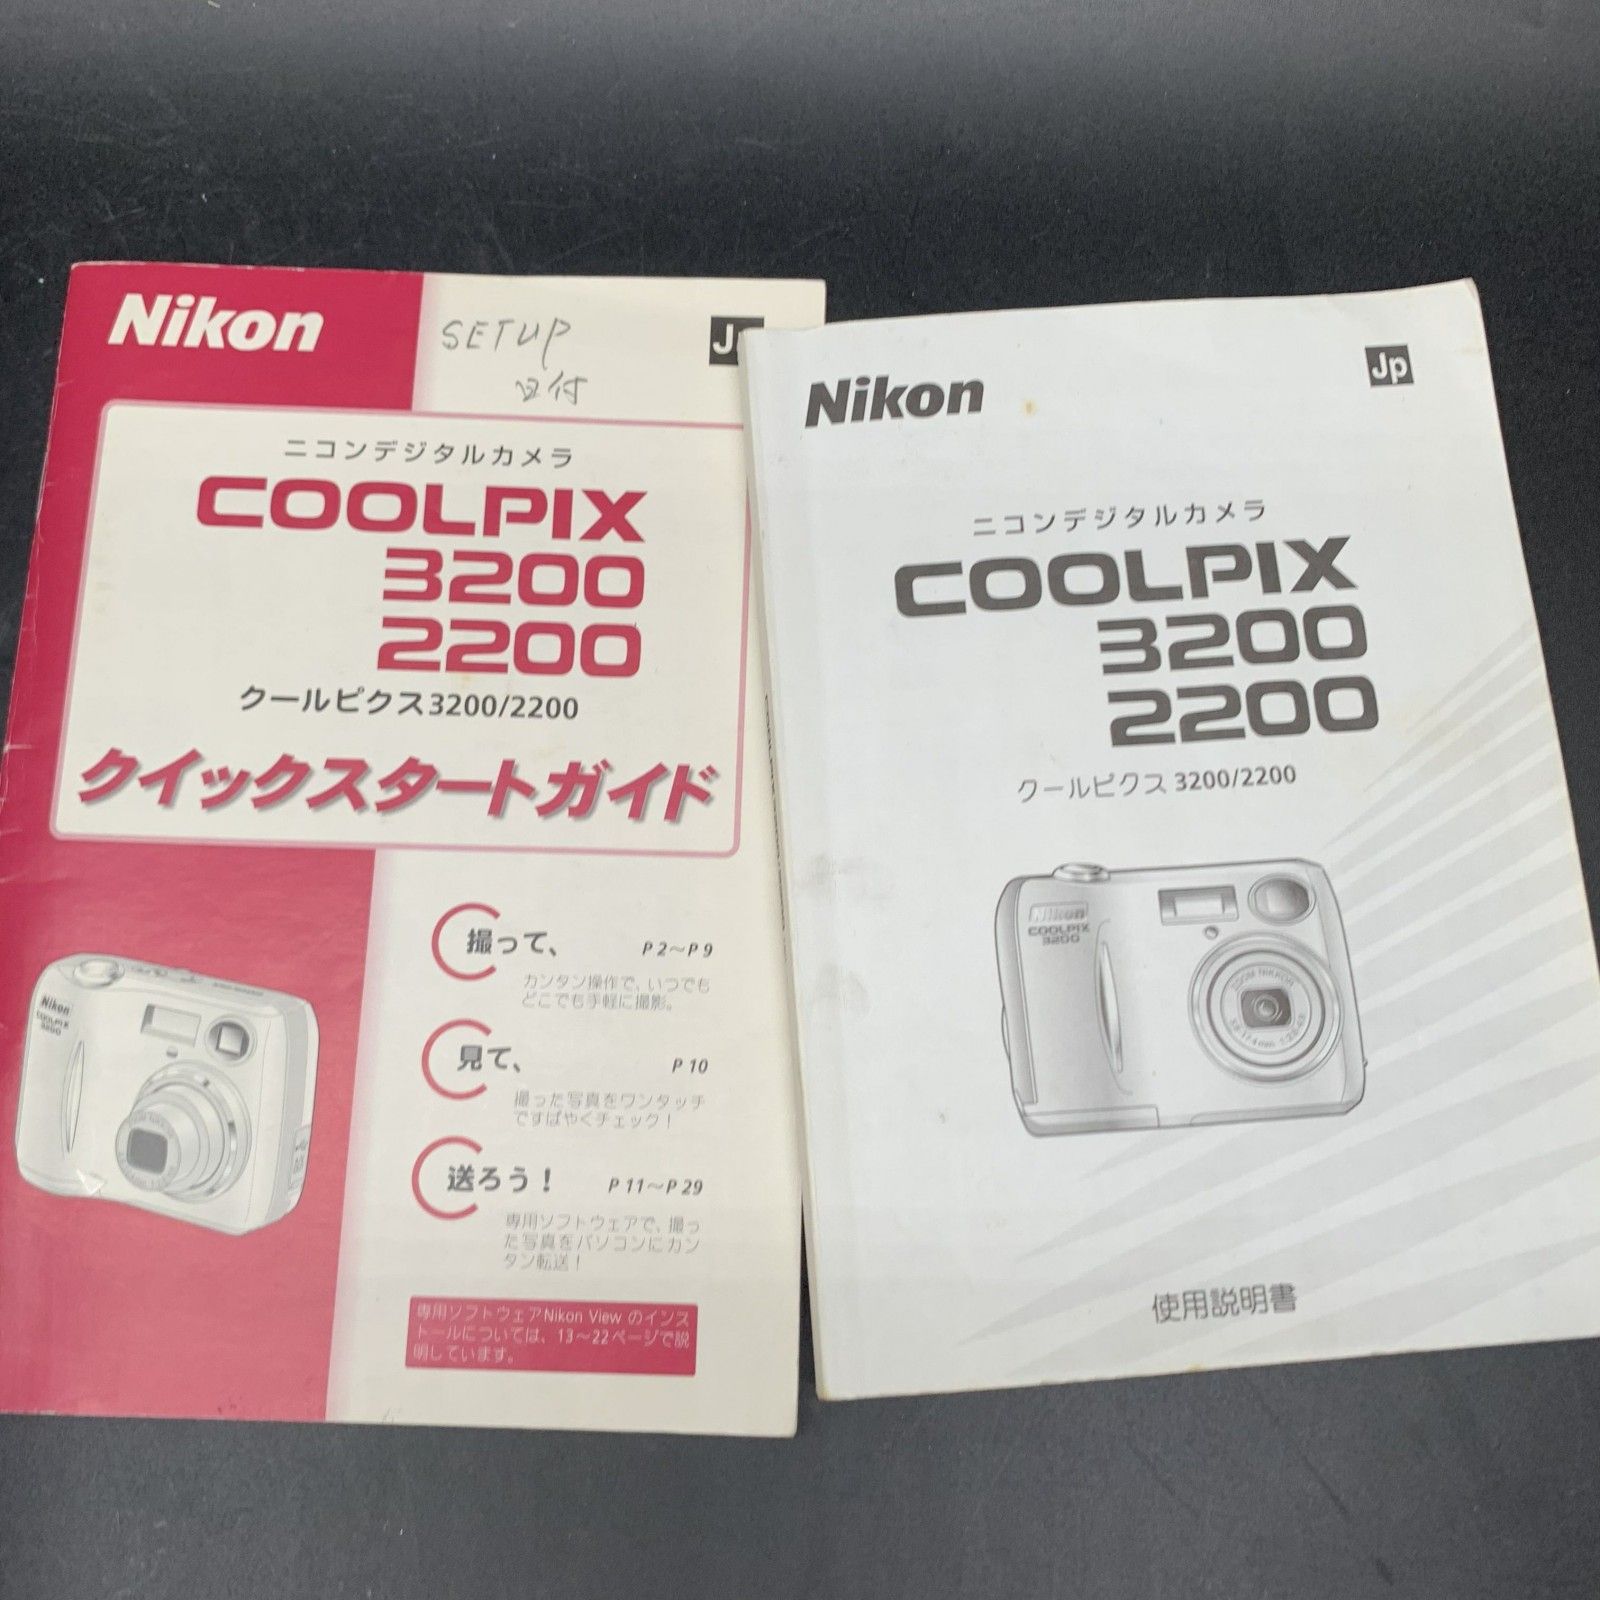 Nikon
SETUP
日付
ニコンデジタルカメラ
COOLPIX
3200
2200
クールピクス3200/2200
クイックスタートガイド
撮って、 P 2～P 9
カンタン操作で、いつでも
どこでも手軽に撮影。
見て、 P 10
撮った写真をワンタッチ
ですばやくチェック！
送ろう！ P 11～P 29
専用ソフトウェアで、撮っ
た写真をパソコンにカン
タン転送！
専用ソフトウェアNikon View のインス
トールについては、13～22ページで説
明しています。
Nikon
COOLPIX
3200
Nikon
Jp
ニコンデジタルカメラ
COOLPIX
3200
2200
クールピクス 3200/2200
Nikon
COOLPIX
3200
ZOOM NIKKOR
使用説明書